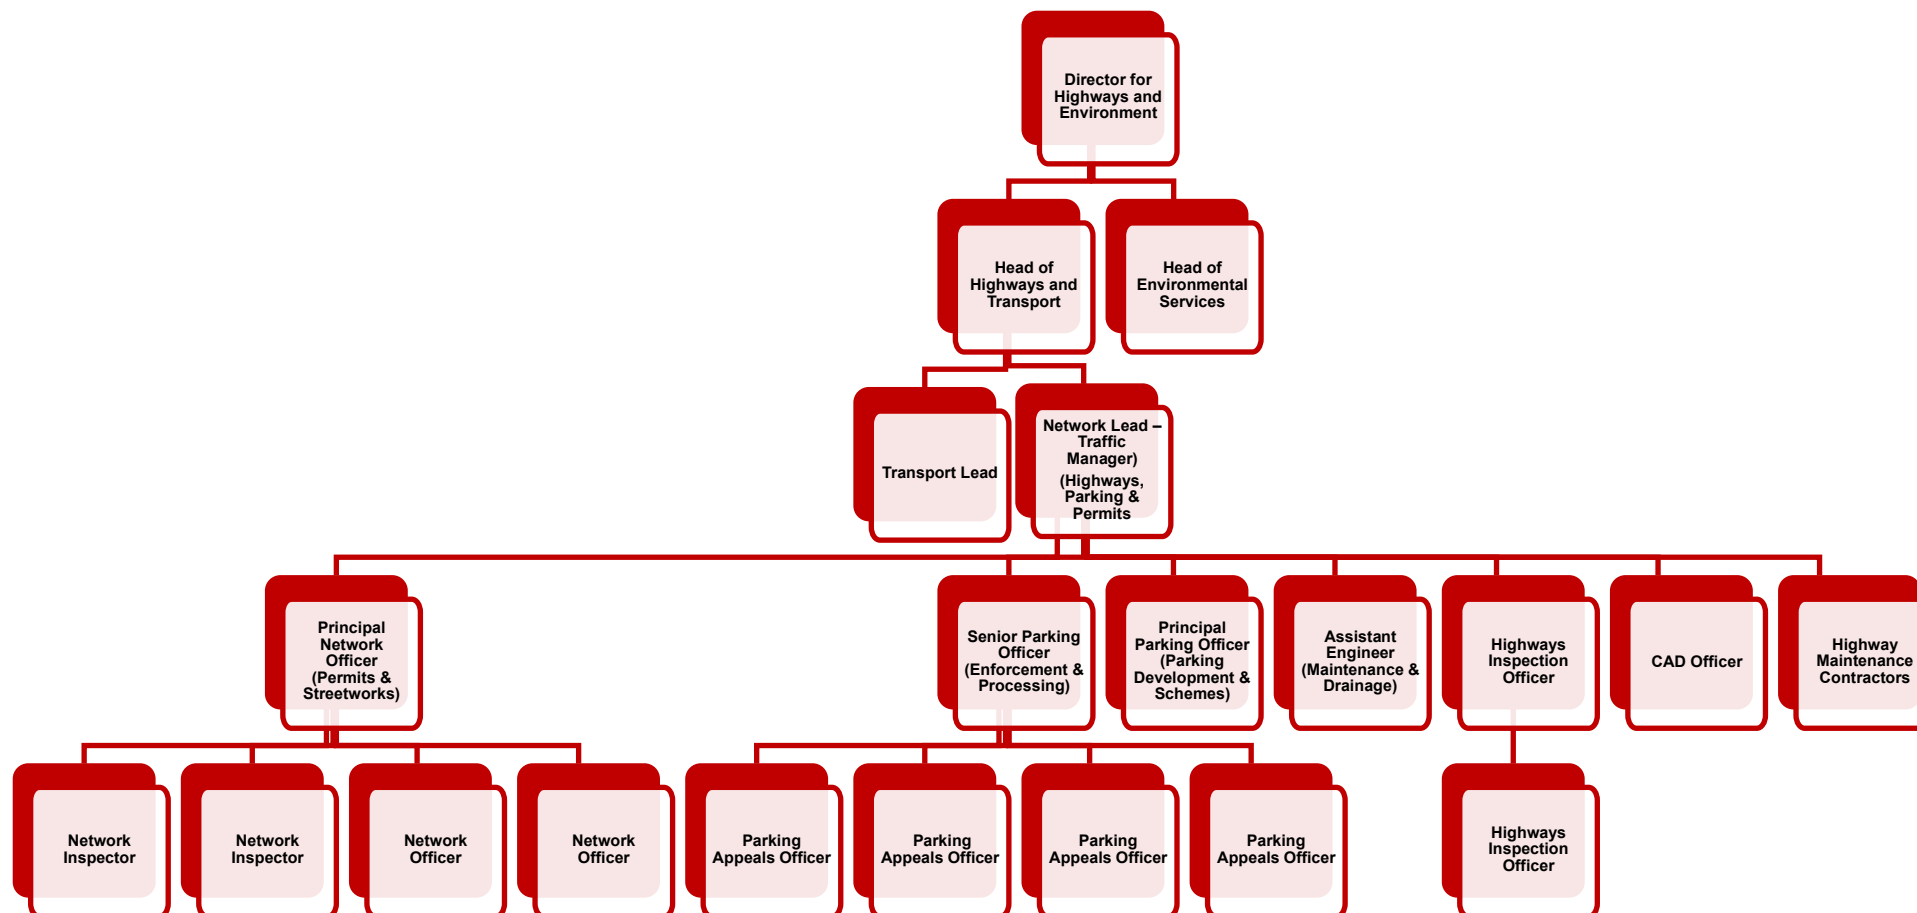 Director for
Highways and
Environment
Head of
Highways and
Transport
Head of
Environmental
Services
Transport Lead
Network Lead –
Traffic
Manager)
(Highways,
Parking &
Permits
Principal
Network
Officer
(Permits &
Streetworks)
Senior Parking
Officer
(Enforcement &
Processing)
Principal
Parking Officer
(Parking
Development &
Schemes)
Assistant
Engineer
(Maintenance &
Drainage)
Highways
Inspection
Officer
CAD Officer
Highway
Maintenance
Contractors
Network
Inspector
Network
Inspector
Network
Officer
Network
Officer
Parking
Appeals Officer
Parking
Appeals Officer
Parking
Appeals Officer
Parking
Appeals Officer
Highways
Inspection
Officer